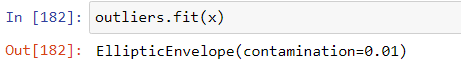 In [182]: outliers.fit(x)
Out[182]: EllipticEnvelope(contamination=0.01)